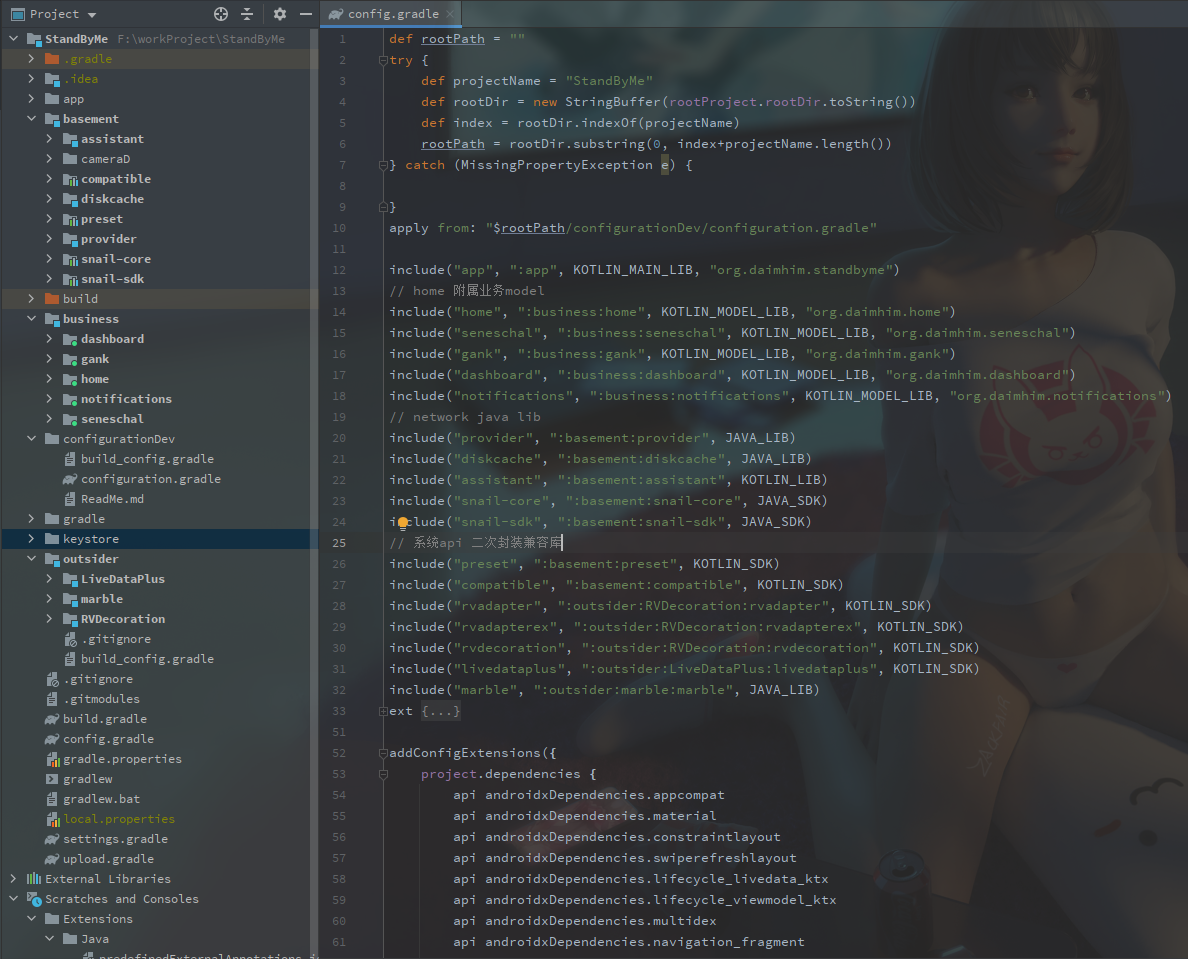 Project
config.gradle
StandByMe F:\workProject\StandByMe
.gradle
.idea
app
basement
assistant
cameraD
compatible
diskcache
preset
provider
snail-core
snail-sdk
build
business
dashboard
gank
home
notifications
seneschal
configurationDev
build_config.gradle
configuration.gradle
ReadMe.md
gradle
keystore
outsider
LiveDataPlus
marble
RVDecoration
.gitignore
build_config.gradle
.gitignore
.gitmodules
build.gradle
config.gradle
gradle.properties
gradlew
gradlew.bat
local.properties
settings.gradle
upload.gradle
External Libraries
Scratches and Consoles
Extensions
Java
1 def rootPath = ""
2 try {
3 def projectName = "StandByMe"
4 def rootDir = new StringBuffer(rootProject.rootDir.toString())
5 def index = rootDir.indexOf(projectName)
6 rootPath = rootDir.substring(0, index+projectName.length())
7 } catch (MissingPropertyException e) {
8
9 }
10 apply from: "$rootPath/configurationDev/configuration.gradle"
11
12 include("app", ":app", KOTLIN_MAIN_LIB, "org.daimhim.standbyme")
13 // home 附属业务model
14 include("home", ":business:home", KOTLIN_MODEL_LIB, "org.daimhim.home")
15 include("seneschal", ":business:seneschal", KOTLIN_MODEL_LIB, "org.daimhim.seneschal")
16 include("gank", ":business:gank", KOTLIN_MODEL_LIB, "org.daimhim.gank")
17 include("dashboard", ":business:dashboard", KOTLIN_MODEL_LIB, "org.daimhim.dashboard")
18 include("notifications", ":business:notifications", KOTLIN_MODEL_LIB, "org.daimhim.notifications")
19 // network java lib
20 include("provider", ":basement:provider", JAVA_LIB)
21 include("diskcache", ":basement:diskcache", JAVA_LIB)
22 include("assistant", ":basement:assistant", KOTLIN_LIB)
23 include("snail-core", ":basement:snail-core", JAVA_SDK)
24 include("snail-sdk", ":basement:snail-sdk", JAVA_SDK)
25 // 系统api 二次封装兼容库
26 include("preset", ":basement:preset", KOTLIN_SDK)
27 include("compatible", ":basement:compatible", KOTLIN_SDK)
28 include("rvadapter", ":outsider:RVDecoration:rvadapter", KOTLIN_SDK)
29 include("rvadapterex", ":outsider:RVDecoration:rvadapterex", KOTLIN_SDK)
30 include("rvdecoration", ":outsider:RVDecoration:rvdecoration", KOTLIN_SDK)
31 include("livedataplus", ":outsider:LiveDataPlus:livedataplus", KOTLIN_SDK)
32 include("marble", ":outsider:marble:marble", JAVA_LIB)
33 ext {...}
51
52 addConfigExtensions({
53 project.dependencies {
54 api androidxDependencies.appcompat
55 api androidxDependencies.material
56 api androidxDependencies.constraintlayout
57 api androidxDependencies.swiperefreshlayout
58 api androidxDependencies.lifecycle_livedata_ktx
59 api androidxDependencies.lifecycle_viewmodel_ktx
60 api androidxDependencies.multidex
61 api androidxDependencies.navigation_fragment